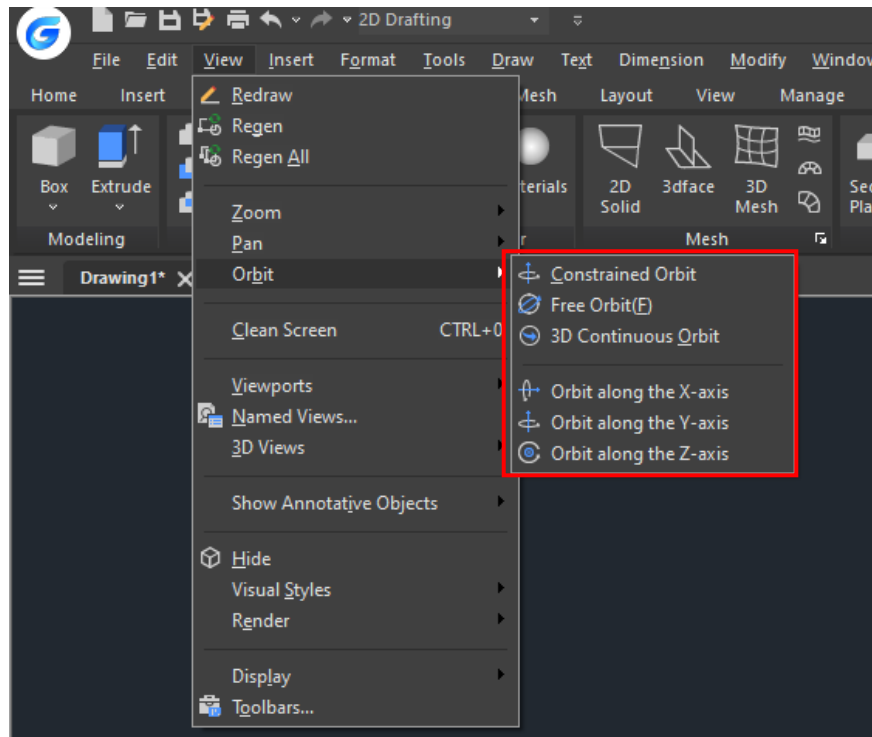 2D Drafting
File Edit View Insert Format Tools Draw Text Dimension Modify
Home Insert Mesh Layout View Manage
Redraw
Regen
Regen All
Zoom
Pan
Orbit
Clean Screen CTRL+0
Viewports
Named Views...
3D Views
Show Annotative Objects
Hide
Visual Styles
Render
Display
Toolbars...
Constrained Orbit
Free Orbit(F)
3D Continuous Orbit
Orbit along the X-axis
Orbit along the Y-axis
Orbit along the Z-axis
Box Extrude 2D Solid 3dface 3D Mesh
Modeling Mesh
Drawing1*